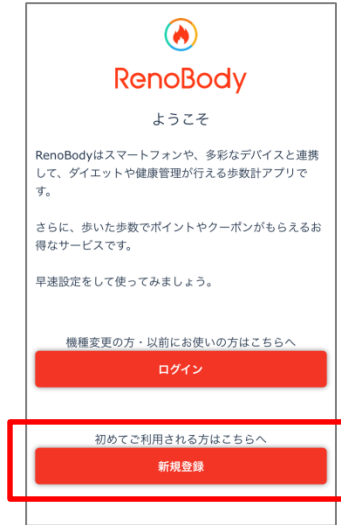 RenoBody
ようこそ
RenoBodyはスマートフォンや、多彩なデバイスと連携
して、ダイエットや健康管理が行える歩数計アプリで
す。
さらに、歩いた歩数でポイントやクーポンがもらえるお
得なサービスです。
早速設定をして使ってみましょう。
機種変更の方・以前にお使いの方はこちらへ
ログイン
初めてご利用される方はこちらへ
新規登録